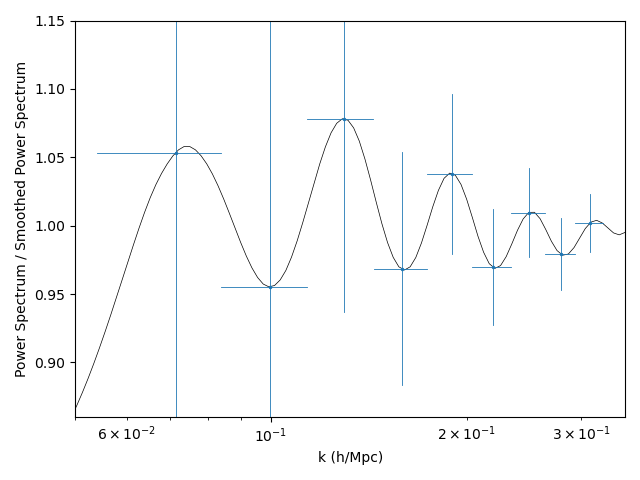 1.15
1.10
1.05
1.00
0.95
0.90
Power Spectrum / Smoothed Power Spectrum
6 × 10⁻²
10⁻¹
2 × 10⁻¹
3 × 10⁻¹
k (h/Mpc)